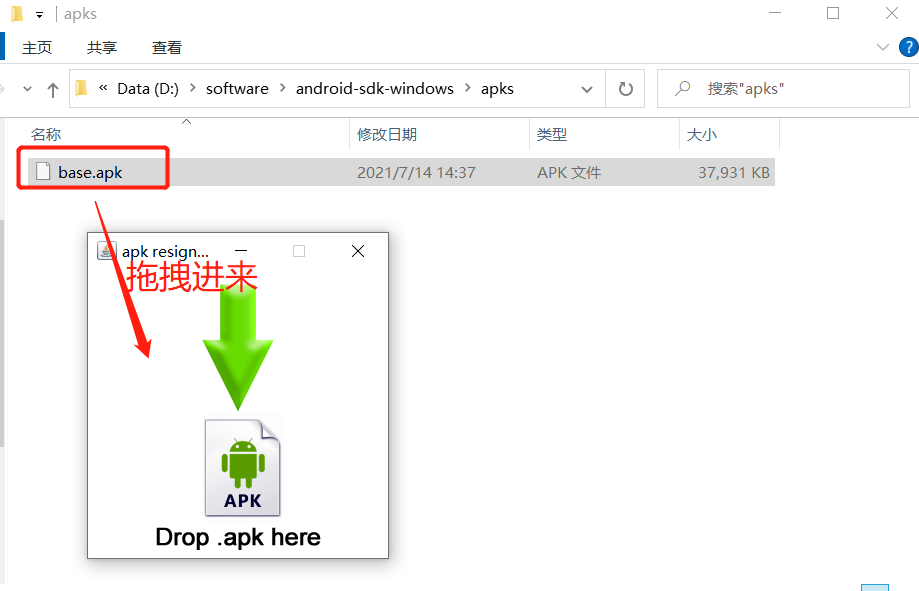 apks
主页 共享 查看
« Data (D:) > software > android-sdk-windows > apks
搜索"apks"
名称 修改日期 类型 大小
base.apk 2021/7/14 14:37 APK 文件 37,931 KB
apk resign...
拖拽进来
APK
Drop .apk here